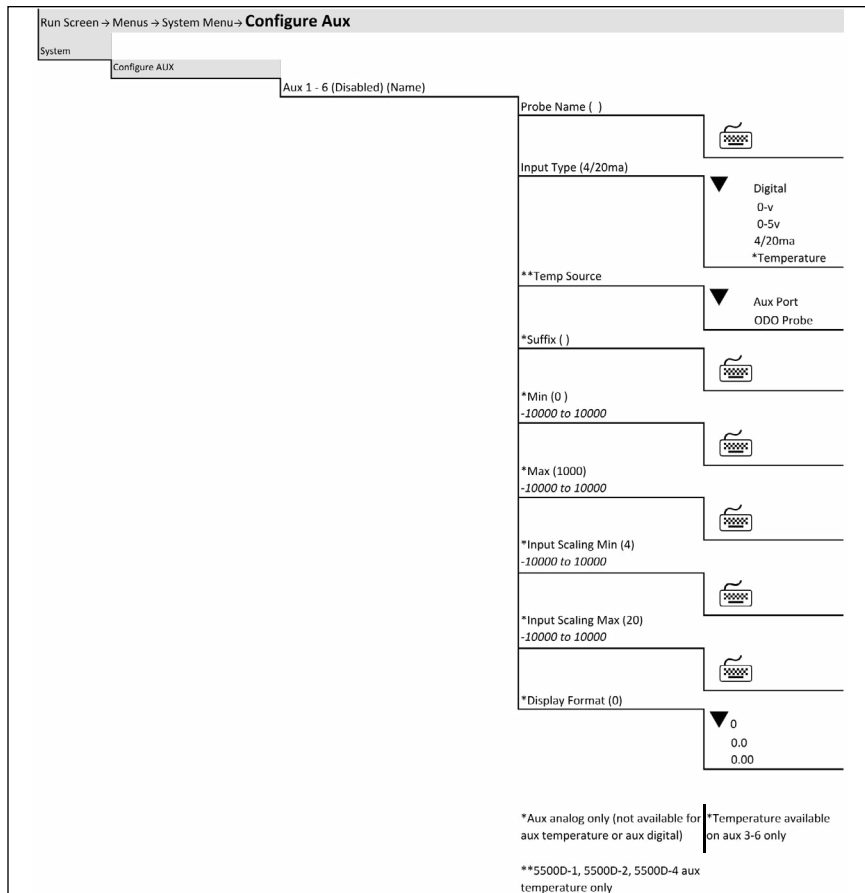 Run Screen → Menus → System Menu→ Configure Aux
System
Configure AUX
Aux 1 - 6 (Disabled) (Name)
Probe Name ( )
Input Type (4/20ma)
Digital
0-v
0-5v
4/20ma
*Temperature
**Temp Source
Aux Port
ODO Probe
*Suffix ( )
*Min (0 )
-10000 to 10000
*Max (1000)
-10000 to 10000
*Input Scaling Min (4)
-10000 to 10000
*Input Scaling Max (20)
-10000 to 10000
*Display Format (0)
0
0.0
0.00
*Aux analog only (not available for
aux temperature or aux digital)
*Temperature available
on aux 3-6 only
**5500D-1, 5500D-2, 5500D-4 aux
temperature only